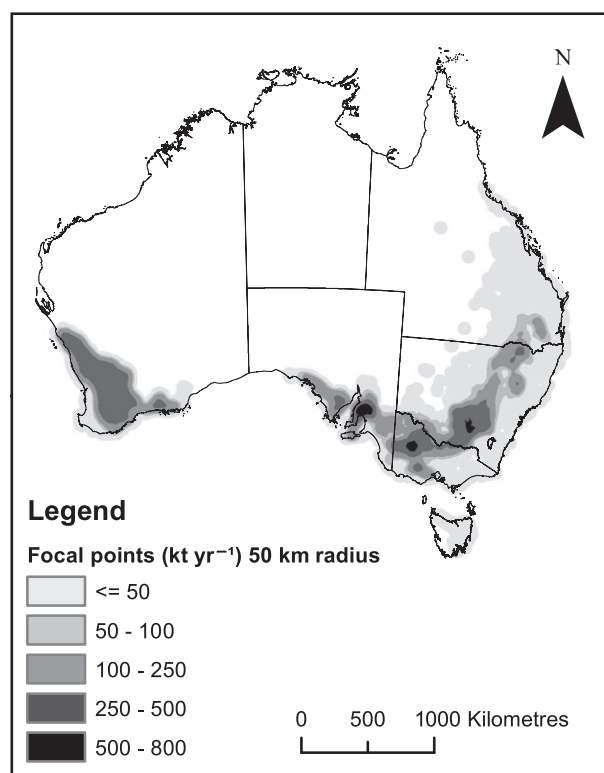 N
Legend
Focal points (kt yr⁻¹) 50 km radius
<= 50
50 - 100
100 - 250
250 - 500
500 - 800
0 500 1000 Kilometres